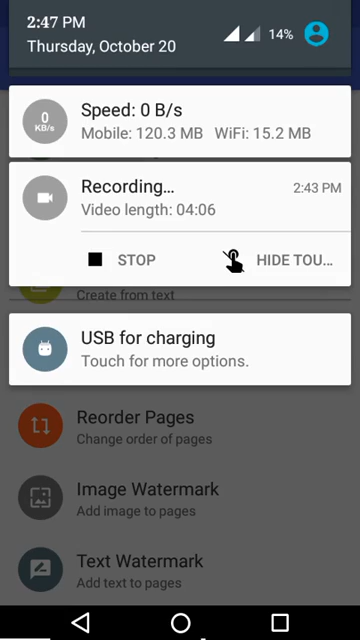 2:47 PM
Thursday, October 20
14%
0
KB/s
Speed: 0 B/s
Mobile: 120.3 MB WiFi: 15.2 MB
Recording...
2:43 PM
Video length: 04:06
STOP
HIDE TOU...
Create from text
USB for charging
Touch for more options.
Reorder Pages
Change order of pages
Image Watermark
Add image to pages
Text Watermark
Add text to pages